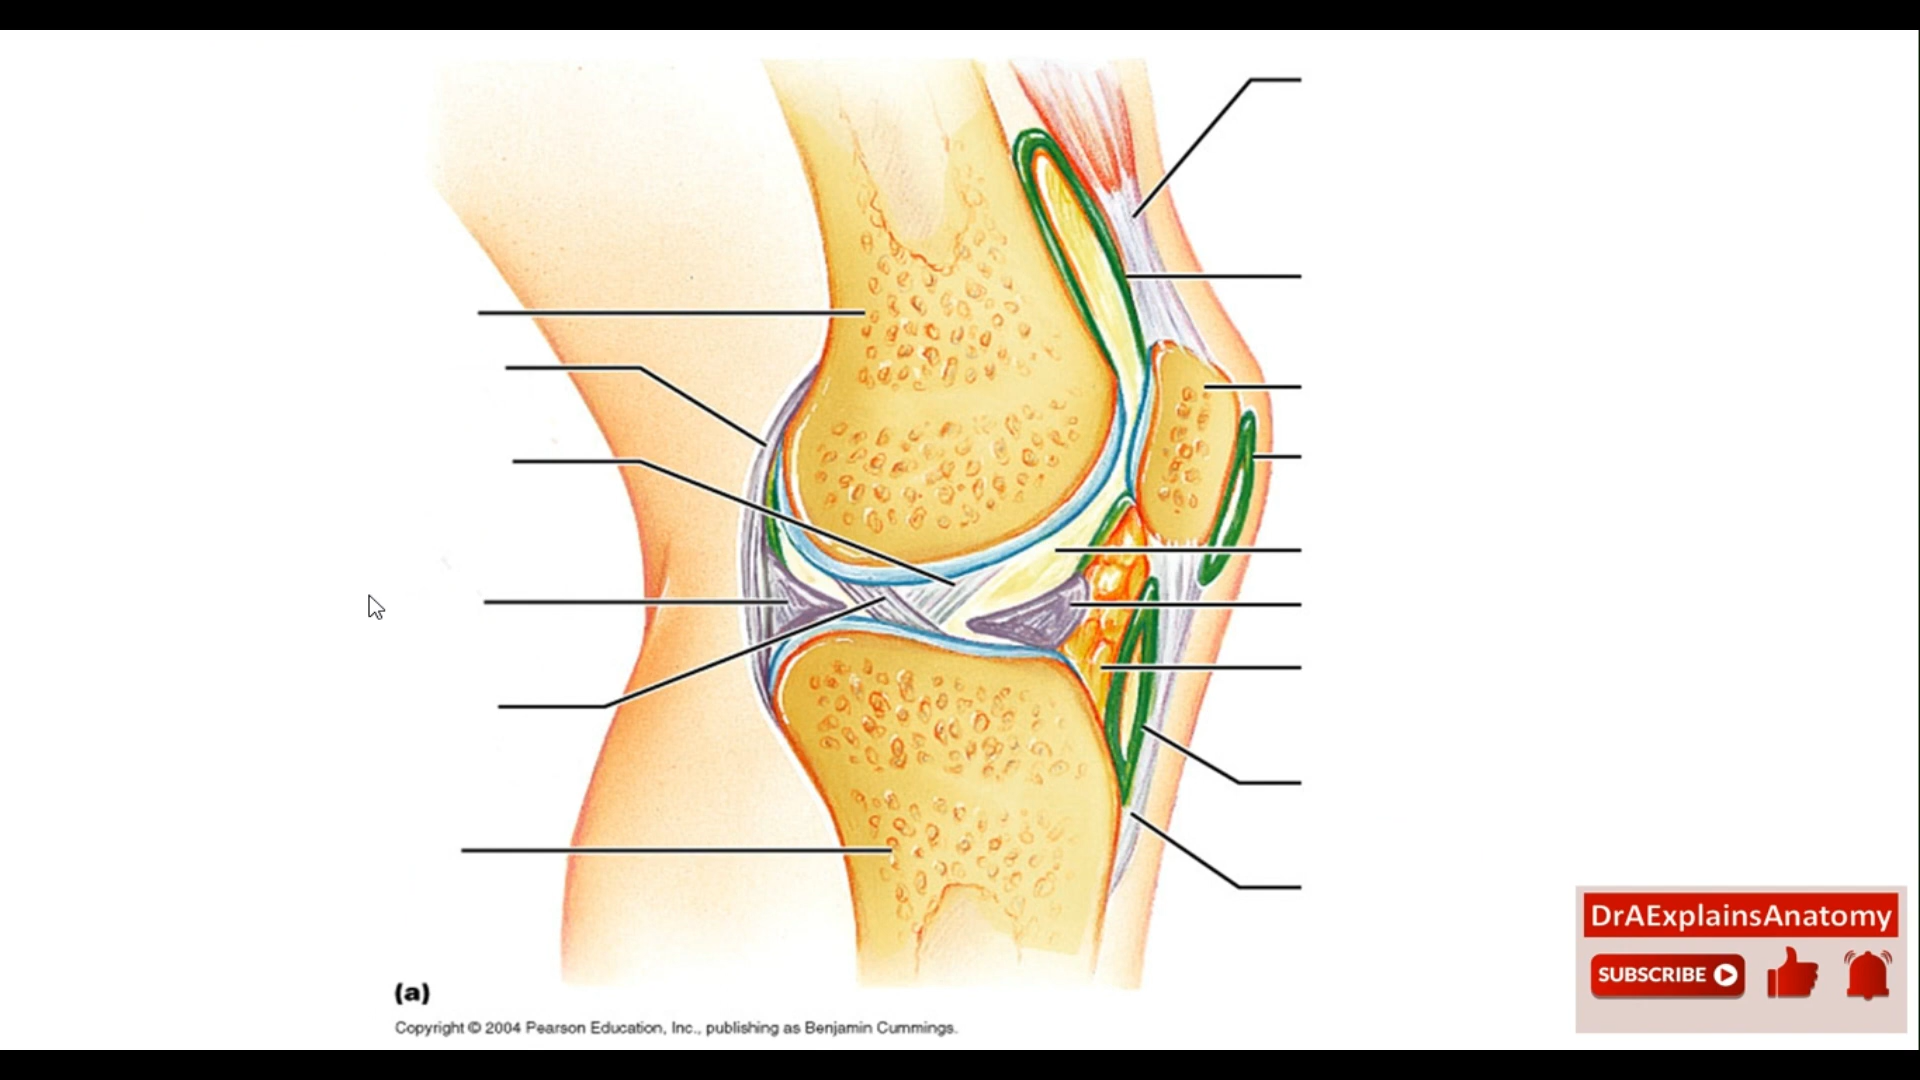 (a)
Copyright © 2004 Pearson Education, Inc., publishing as Benjamin Cummings.
DrAExplainsAnatomy
SUBSCRIBE